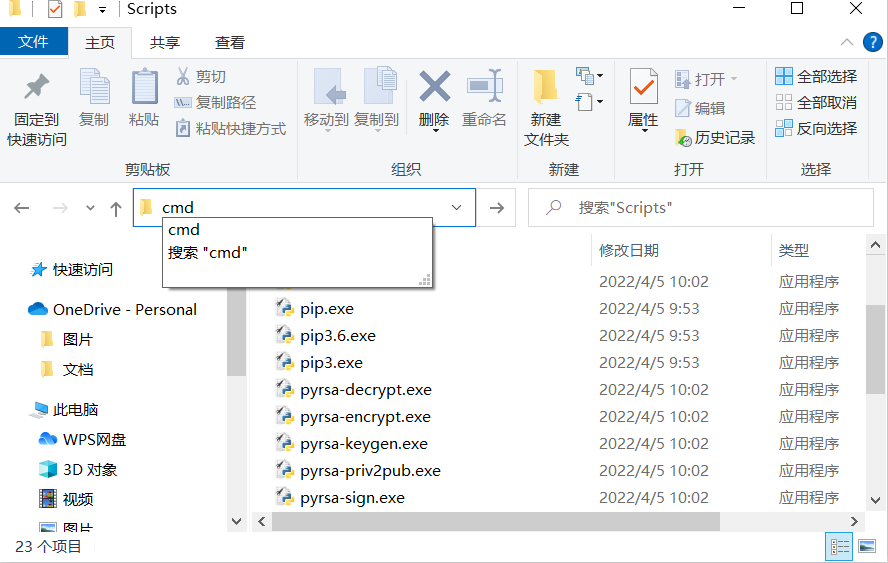 Scripts
文件 主页 共享 查看
固定到
快速访问
复制
粘贴
剪切
复制路径
粘贴快捷方式
剪贴板
移动到
复制到
删除
重命名
组织
新建
文件夹
新建
属性
打开
编辑
历史记录
打开
全部选择
全部取消
反向选择
选择
cmd
搜索"Scripts"
cmd
搜索 "cmd"
修改日期 类型
快速访问
OneDrive - Personal
图片
文档
此电脑
WPS网盘
3D 对象
视频
图片
2022/4/5 10:02 应用程序
pip.exe 2022/4/5 9:53 应用程序
pip3.6.exe 2022/4/5 9:53 应用程序
pip3.exe 2022/4/5 9:53 应用程序
pyrsa-decrypt.exe 2022/4/5 10:02 应用程序
pyrsa-encrypt.exe 2022/4/5 10:02 应用程序
pyrsa-keygen.exe 2022/4/5 10:02 应用程序
pyrsa-priv2pub.exe 2022/4/5 10:02 应用程序
pyrsa-sign.exe 2022/4/5 10:02 应用程序
23 个项目